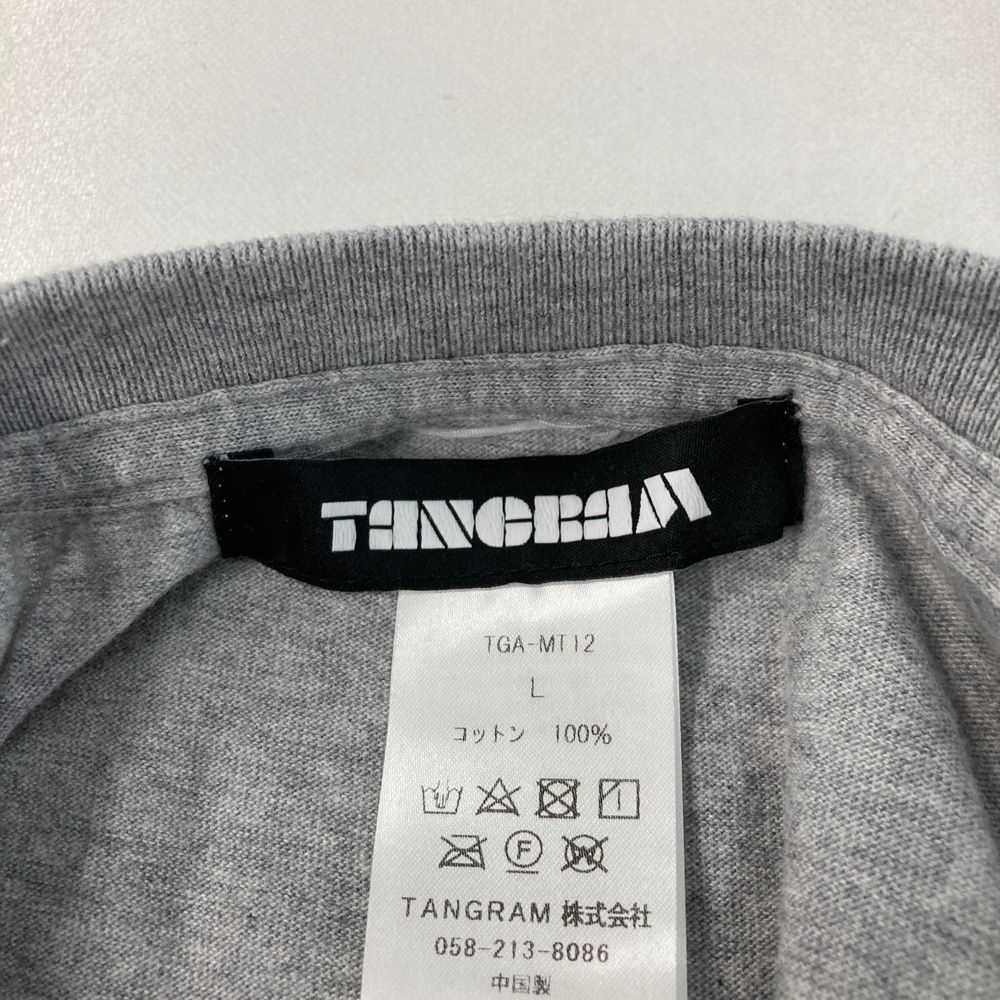 TANGRAM
TGA-MT12
L
コットン 100%
F
TANGRAM 株式会社
058-213-8086
中国製